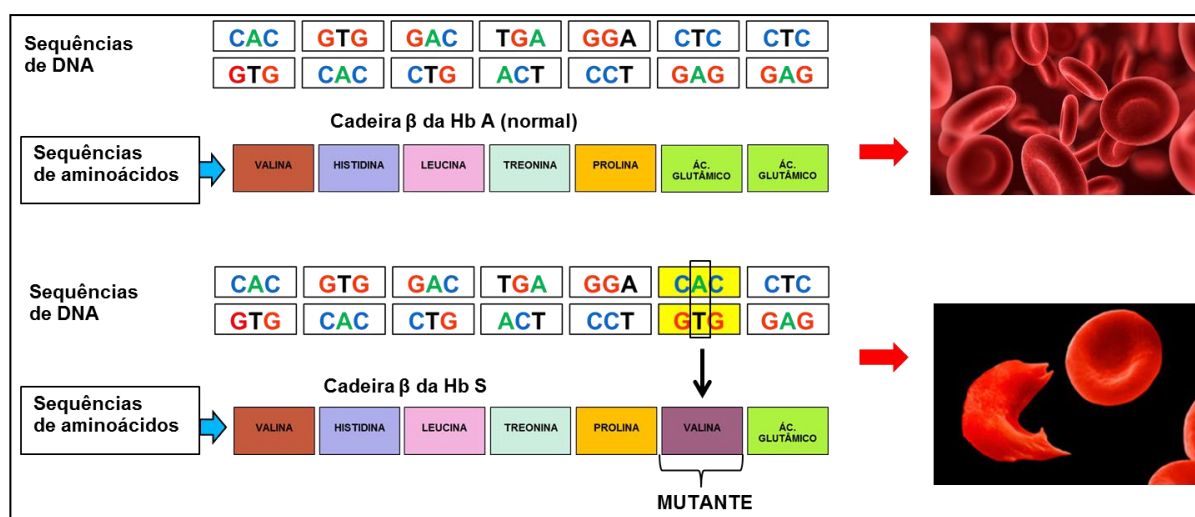 Sequências
de DNA
CAC GTG GAC TGA GGA CTC CTC
GTG CAC CTG ACT CCT GAG GAG
Cadeira β da Hb A (normal)
Sequências
de aminoácidos
VALINA HISTIDINA LEUCINA TREONINA PROLINA ÁC. GLUTÂMICO ÁC. GLUTÂMICO
Sequências
de DNA
CAC GTG GAC TGA GGA CAC CTC
GTG CAC CTG ACT CCT GTG GAG
Cadeira β da Hb S
Sequências
de aminoácidos
VALINA HISTIDINA LEUCINA TREONINA PROLINA VALINA ÁC. GLUTÂMICO
MUTANTE